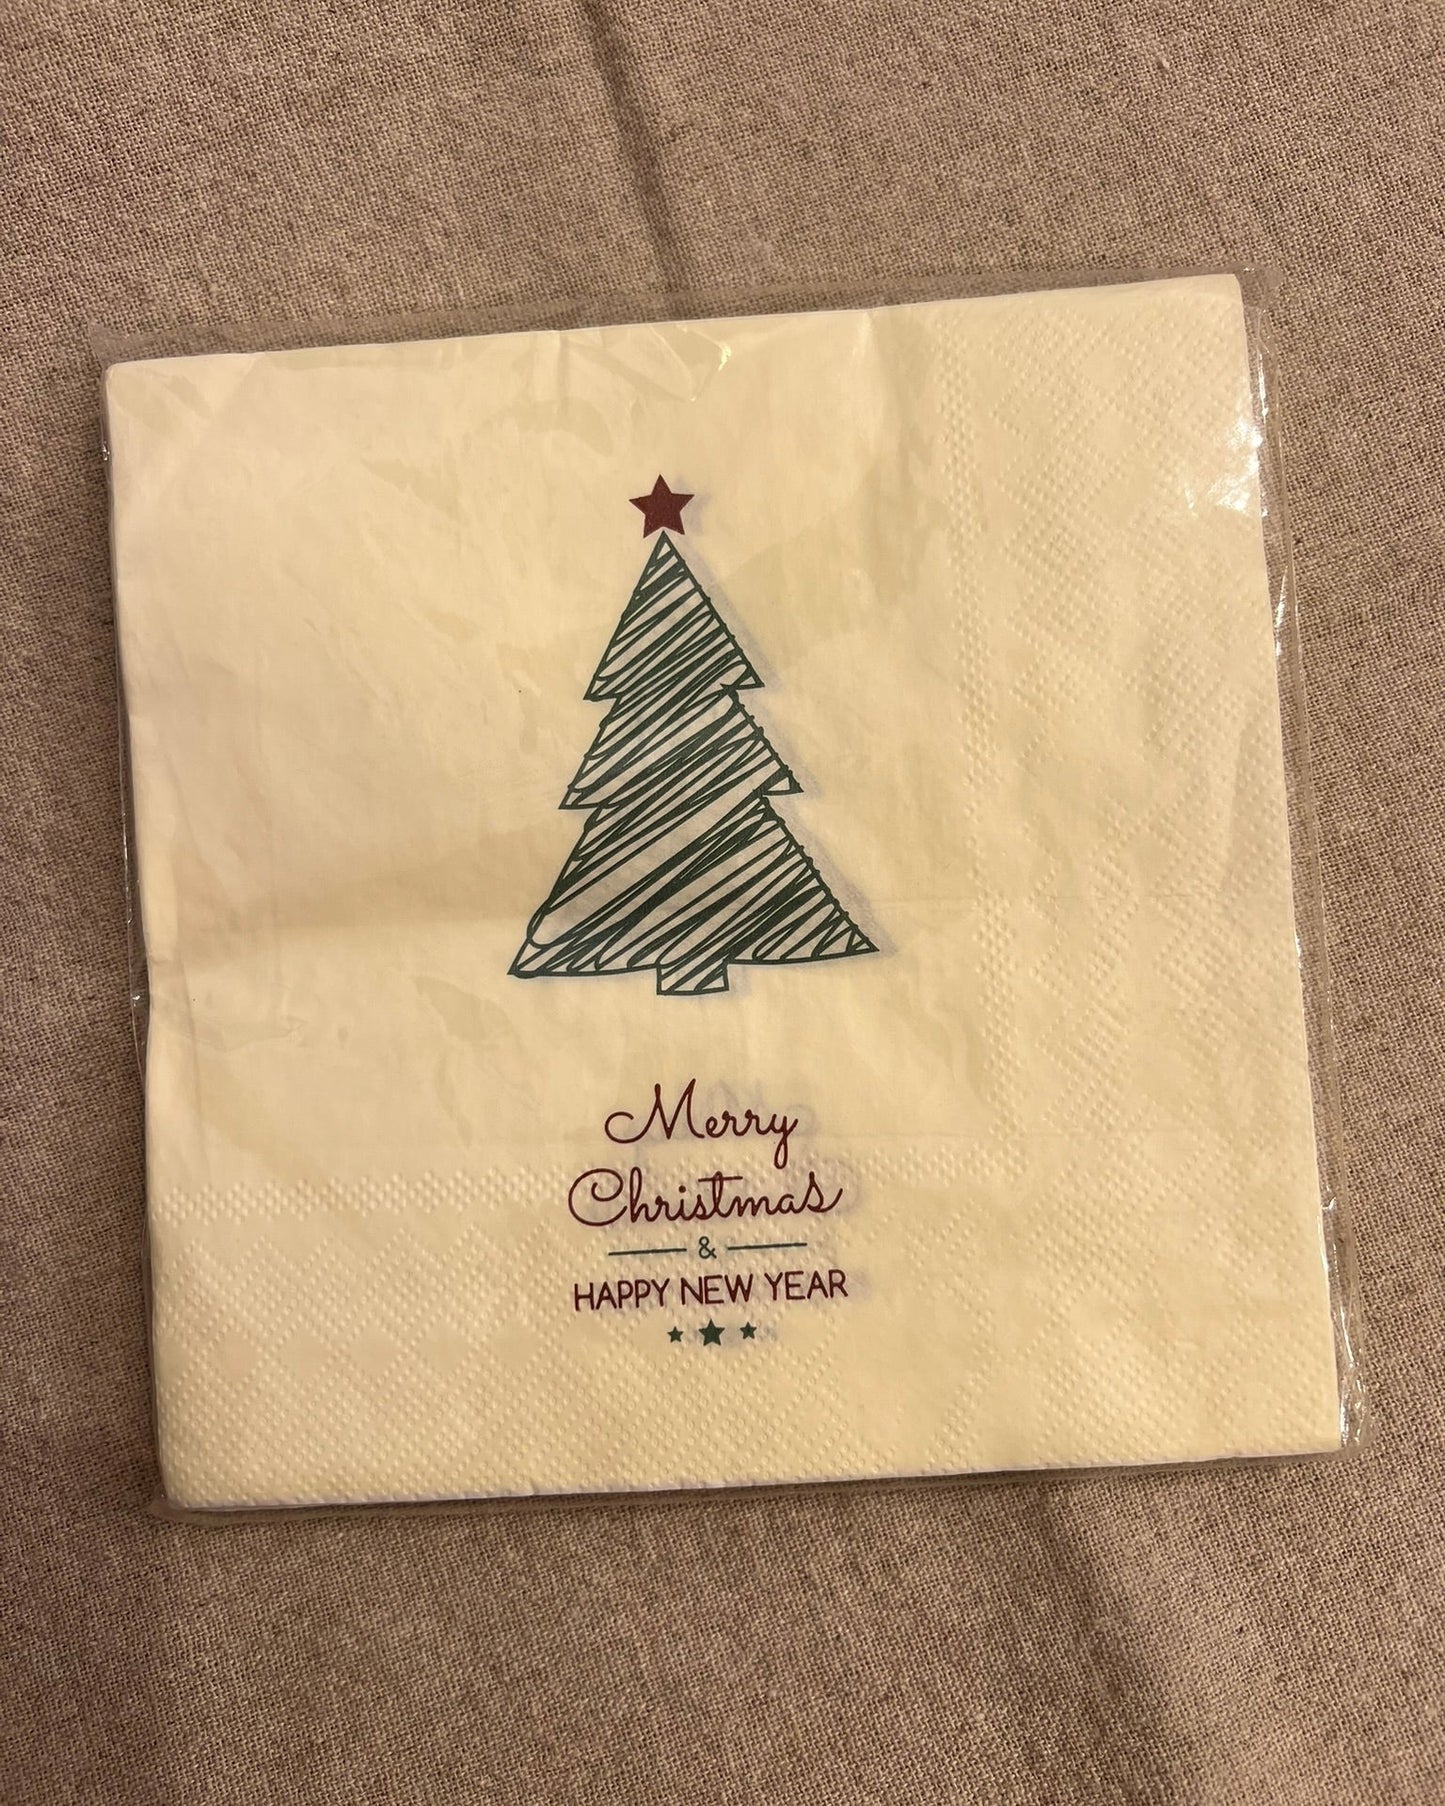 Merry
Christmas
&
HAPPY NEW YEAR